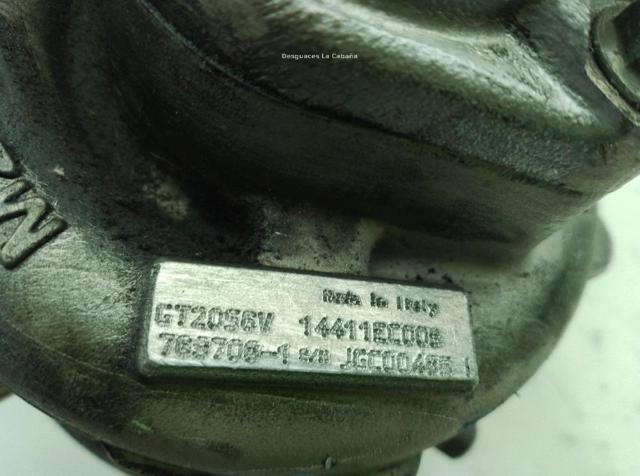 Desguaces La Cabaña
Made in Italy
GT2056V 14411EC00B
769708-1 S/N JGC00485